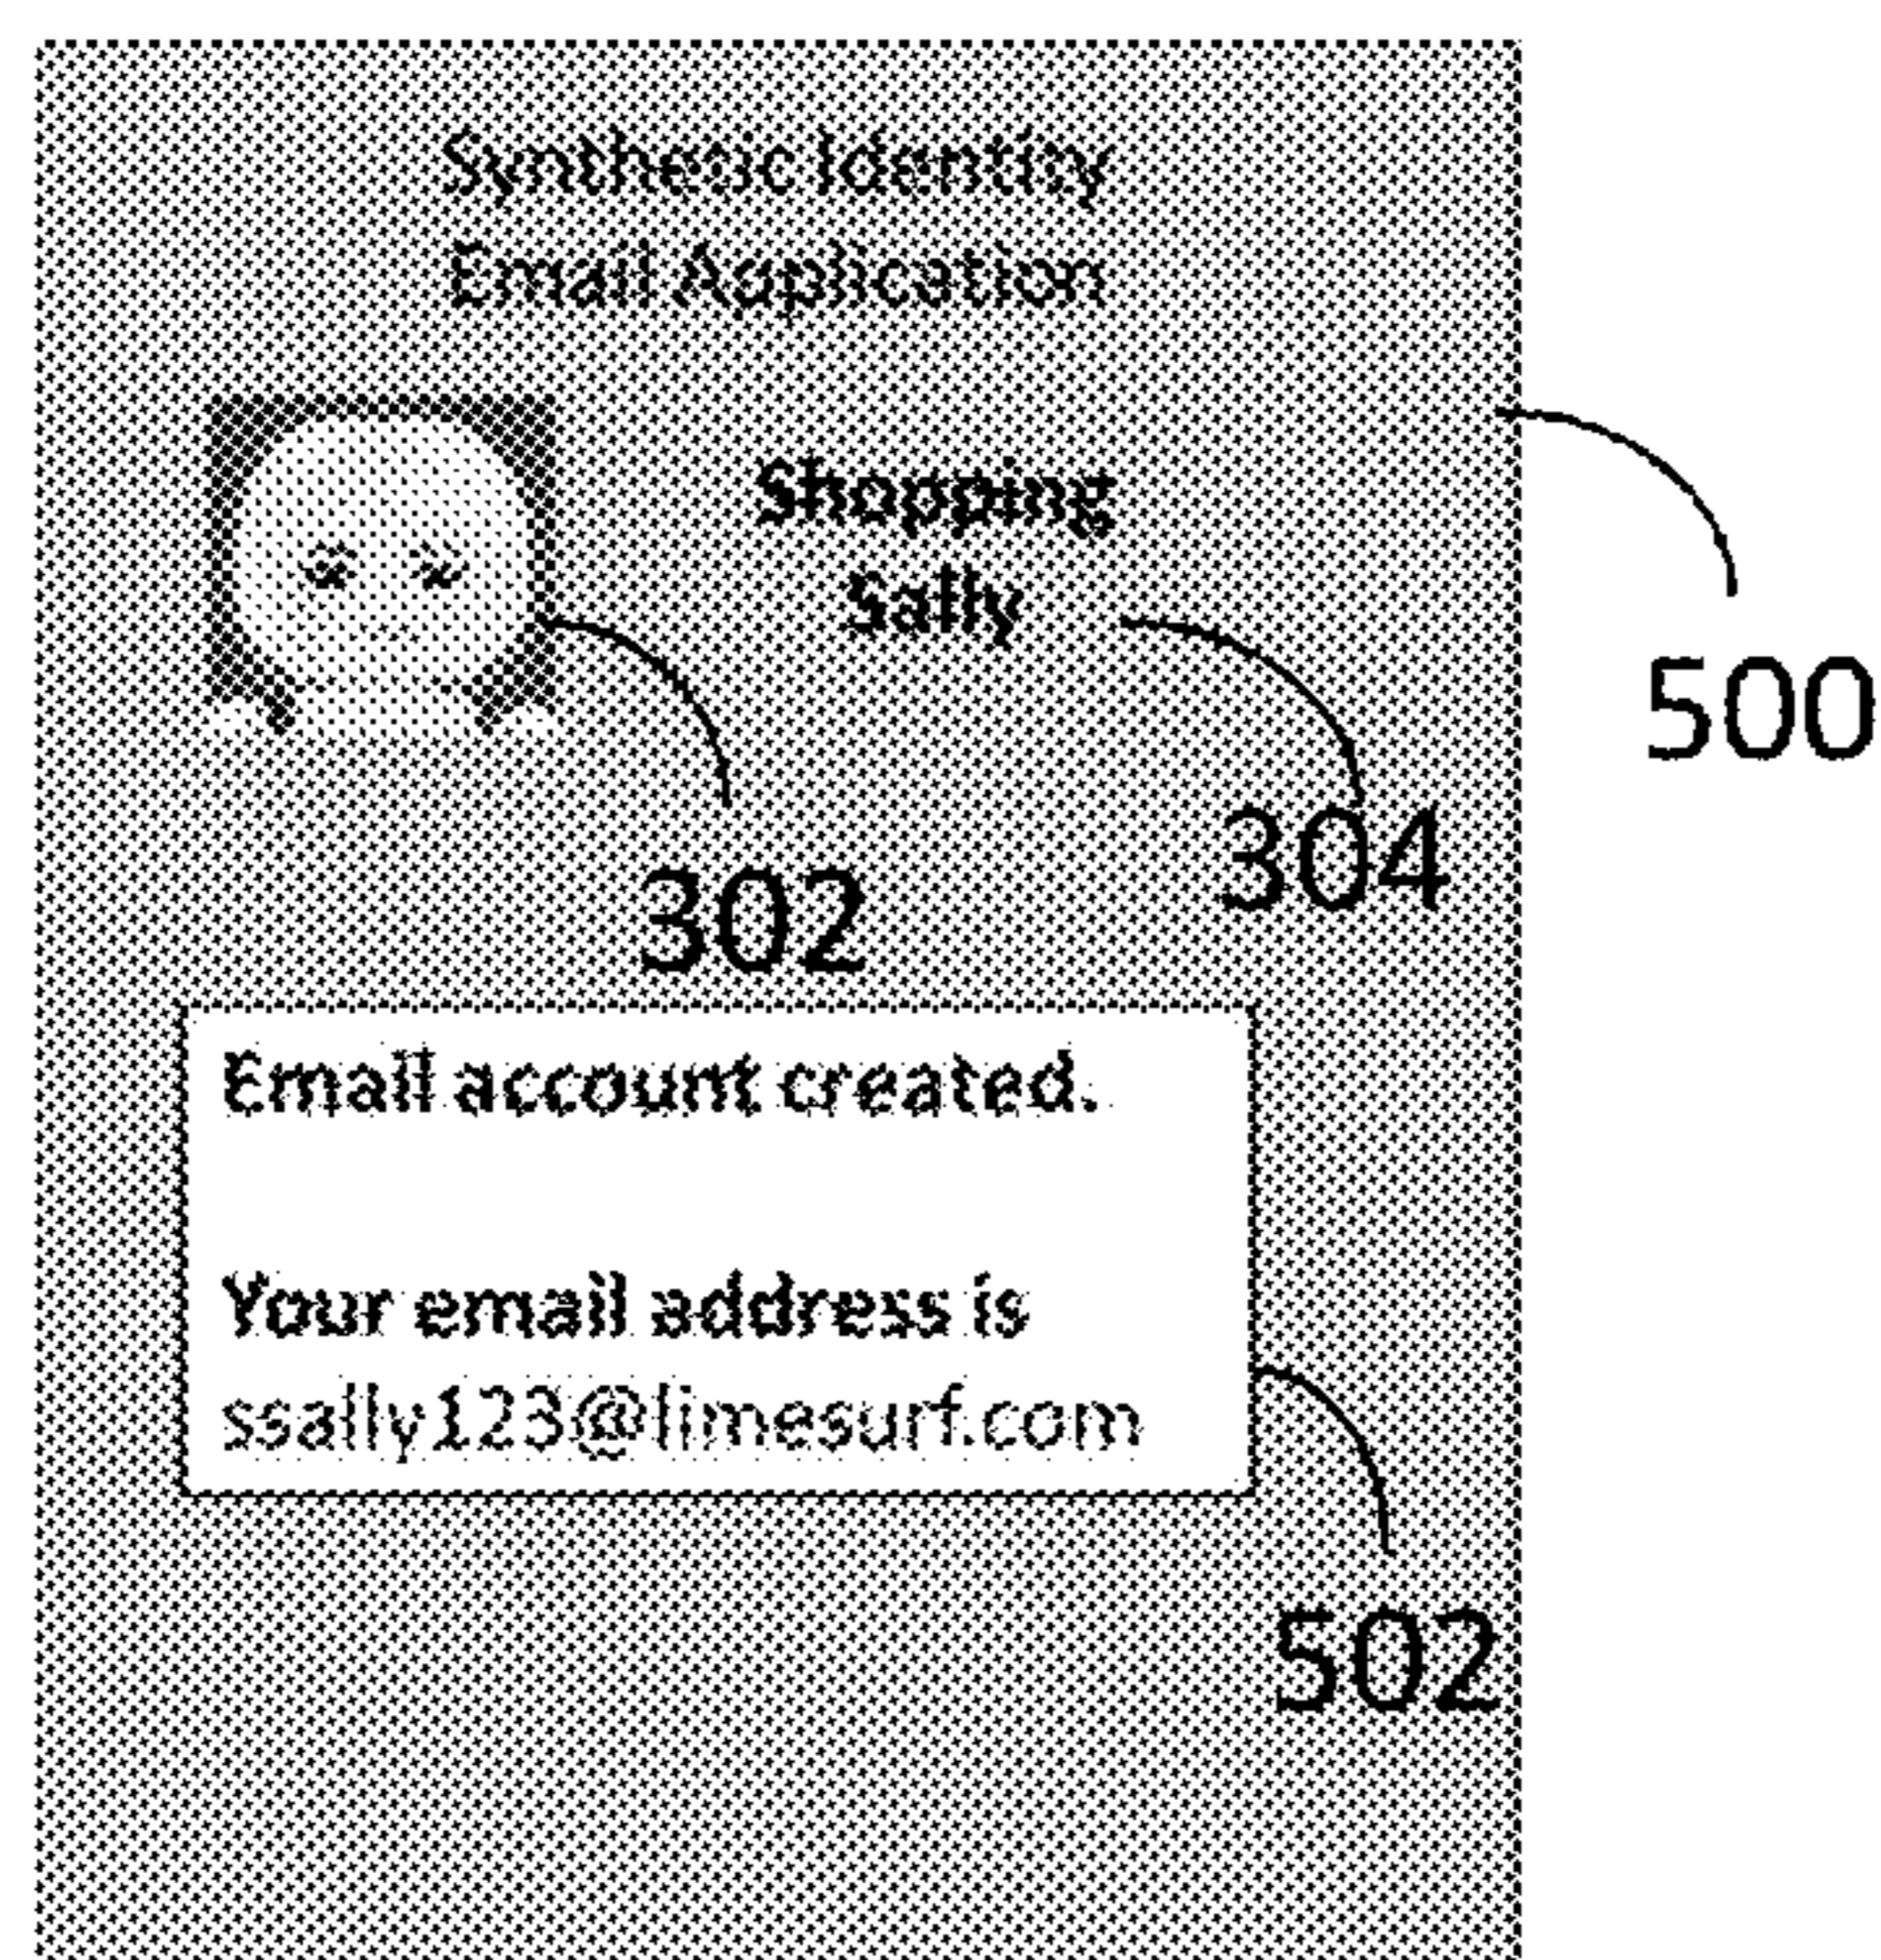 Synthetic Identity
Email Application
Shopping
Sally
500
304
302
Email account created.
Your email address is
ssally123@limesurf.com
502